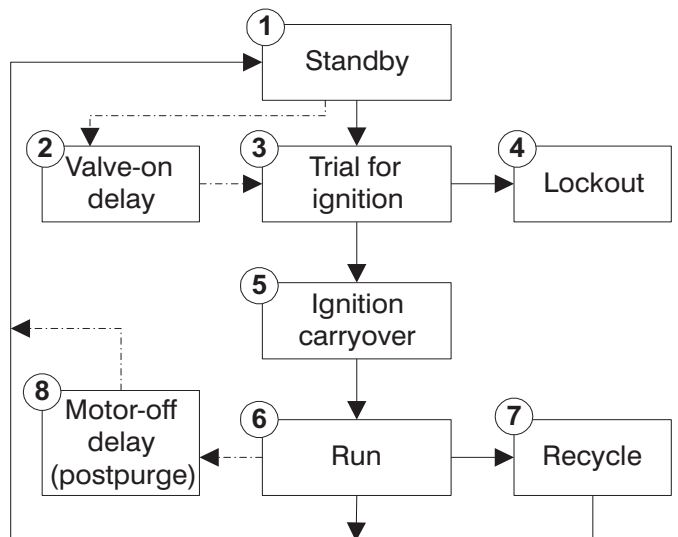 1
Standby
2
Valve-on
delay
3
Trial for
ignition
4
Lockout
5
Ignition
carryover
8
Motor-off
delay
(postpurge)
6
Run
7
Recycle